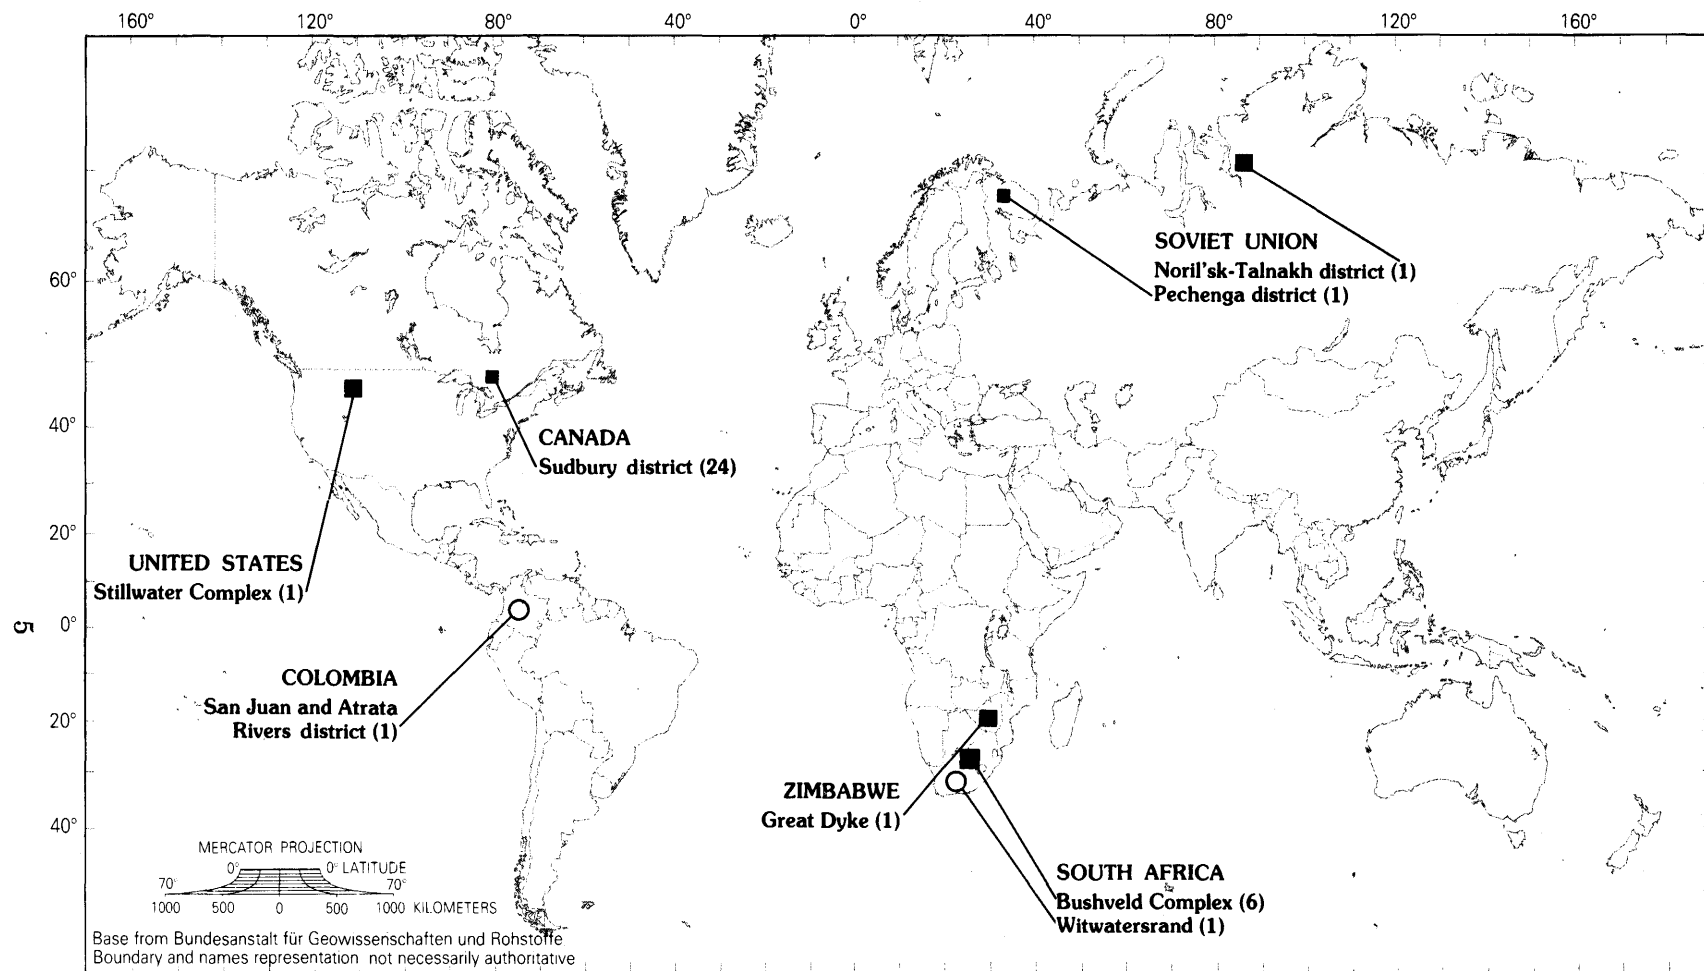 160° 120° 80° 40° 0° 40° 80° 120° 160°
SOVIET UNION
Noril'sk-Talnakh district (1)
Pechenga district (1)
60°
40°
CANADA
Sudbury district (24)
20°
UNITED STATES
Stillwater Complex (1)
5
0°
COLOMBIA
San Juan and Atrata
Rivers district (1)
20°
ZIMBABWE
Great Dyke (1)
40°
MERCATOR PROJECTION
0° 0° LATITUDE
70° 70°
1000 500 0 500 1000 KILOMETERS
SOUTH AFRICA
Bushveld Complex (6)
Witwatersrand (1)
Base from Bundesanstalt für Geowissenschaften und Rohstoffe
Boundary and names representation not necessarily authoritative